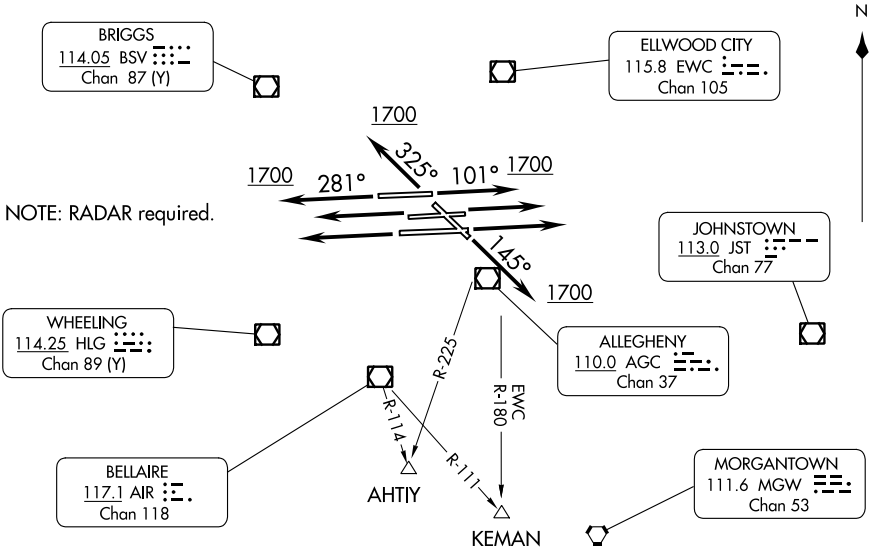 N
BRIGGS
114.05 BSV
Chan 87 (Y)
ELLWOOD CITY
115.8 EWC
Chan 105
1700
325°
1700
281°
101°
1700
NOTE: RADAR required.
145°
1700
JOHNSTOWN
113.0 JST
Chan 77
WHEELING
114.25 HLG
Chan 89 (Y)
ALLEGHENY
110.0 AGC
Chan 37
R-225
EWC
R-180
R-114
R-111
BELLAIRE
117.1 AIR
Chan 118
AHTIY
KEMAN
MORGANTOWN
111.6 MGW
Chan 53